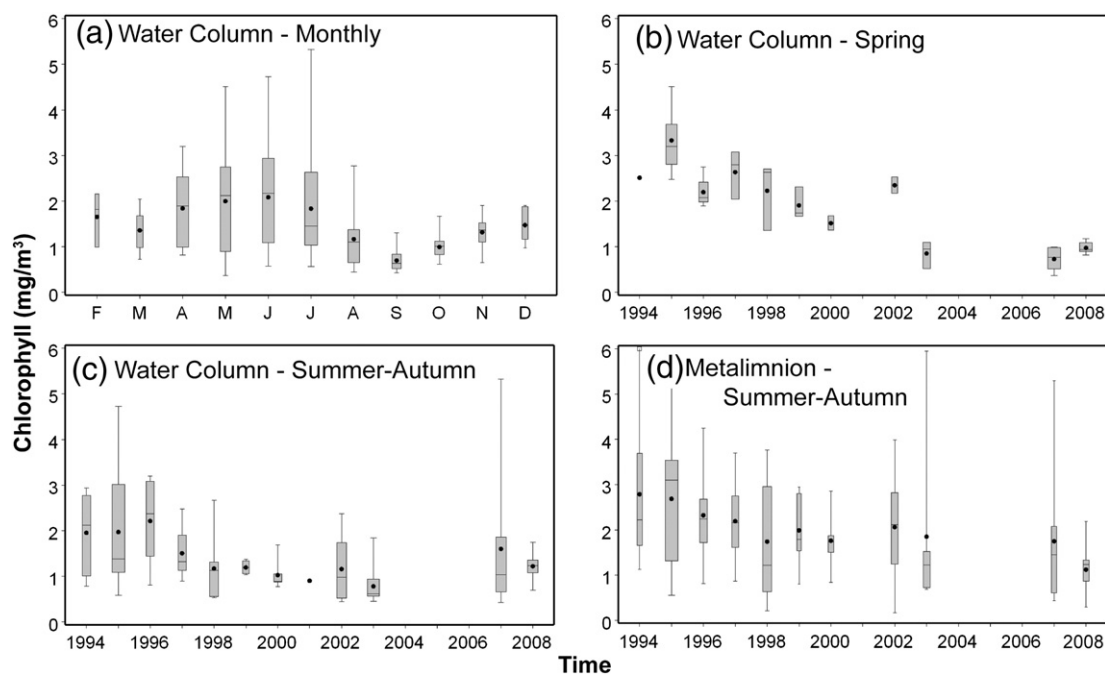 (a) Water Column - Monthly
6
5
4
3
2
1
0
F M A M J J A S O N D
(b) Water Column - Spring
6
5
4
3
2
1
0
1994 1996 1998 2000 2002 2004 2006 2008
(c) Water Column - Summer-Autumn
6
5
4
3
2
1
0
1994 1996 1998 2000 2002 2004 2006 2008
(d) Metalimnion -
Summer-Autumn
6
5
4
3
2
1
0
1994 1996 1998 2000 2002 2004 2006 2008
Chlorophyll (mg/m³)
Time